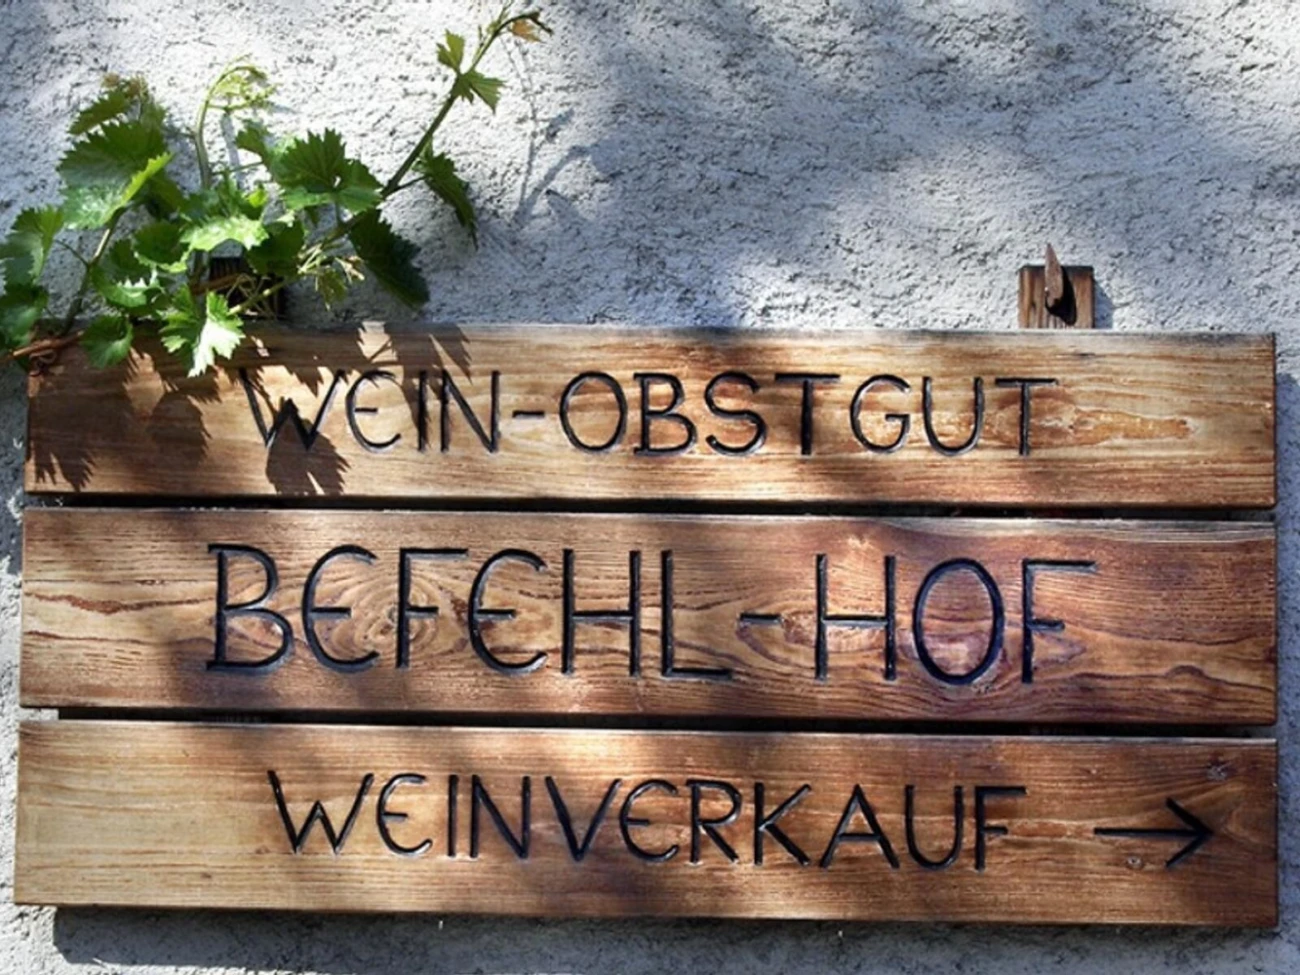 WEIN-OBSTGUT
BEFEHL-HOF
WEINVERKAUF →